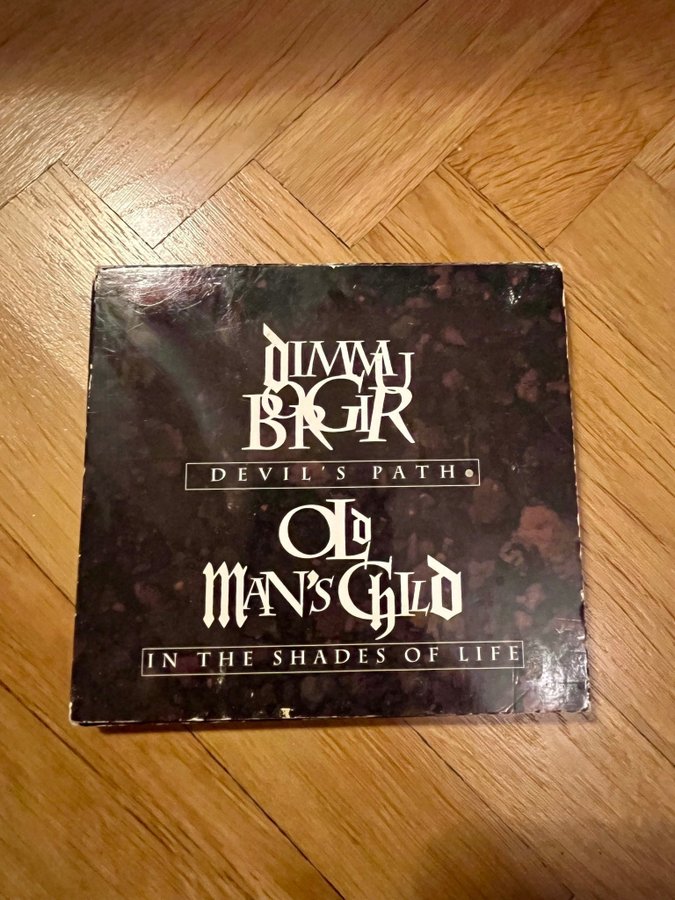 dIMMU
BORGIR
DEVIL'S PATH
OLd
MAN'S CHILD
IN THE SHADES OF LIFE